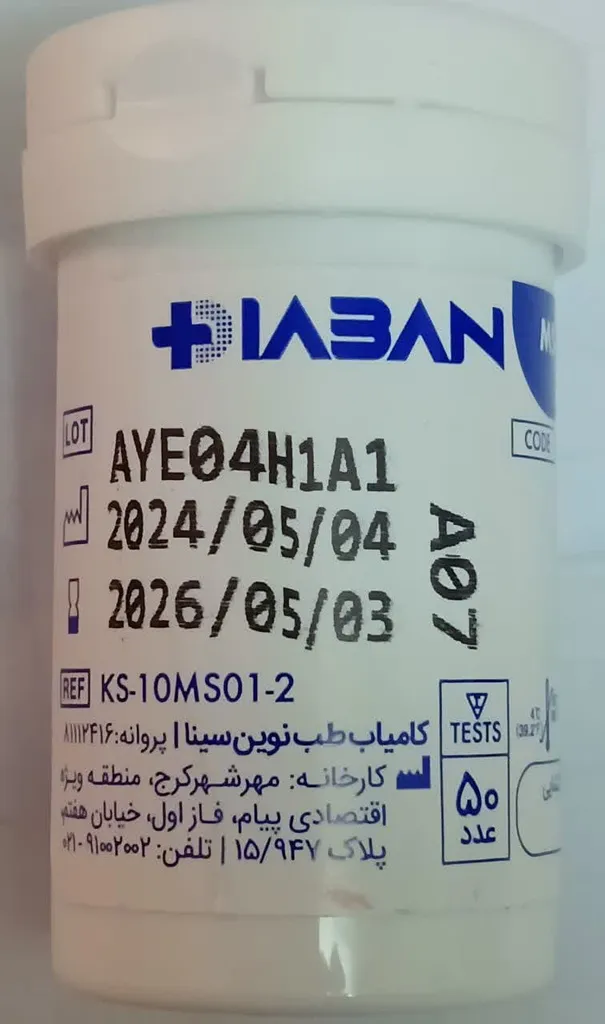 DIABAN
CODE
LOT AYE04H1A1
2024/05/04
2026/05/03
A07
REF KS-10MS01-2
کامیاب طب نوین سینا | پروانه: ۸۱۱۱۲۴۱۶
کارخانه: مهرشهر کرج، منطقه ویژه
اقتصادی پیام، فاز اول، خیابان هفتم،
پلاک ۱۵/۹۴۷ | تلفن: ۹۱۰۰۲۰۰۲-۰۲۱
TESTS
۵۰
عدد
4°C